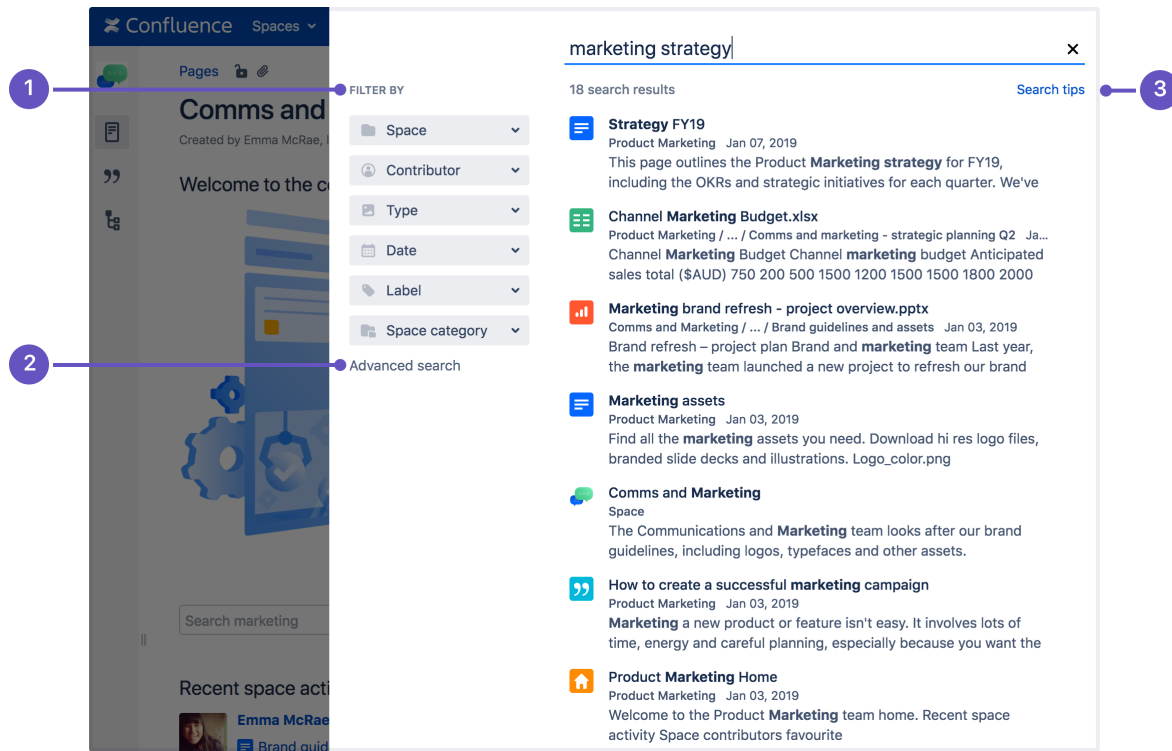 Confluence Spaces
Pages
Comms and
Created by Emma McRae,
Welcome to the
Search marketing
Recent space
Emma McRae
Brand
1
FILTER BY
Space
Contributor
Type
Date
Label
Space category
2
Advanced search
marketing strategy
18 search results
Search tips
3
Strategy FY19
Product Marketing Jan 07, 2019
This page outlines the Product Marketing strategy for FY19,
including the OKRs and strategic initiatives for each quarter. We've
Channel Marketing Budget.xlsx
Product Marketing / ... / Comms and marketing - strategic planning Q2 Ja...
Channel Marketing Budget Channel marketing budget Anticipated
sales total ($AUD) 750 200 500 1500 1200 1500 1500 1800 2000
Marketing brand refresh - project overview.pptx
Comms and Marketing / ... / Brand guidelines and assets Jan 03, 2019
Brand refresh – project plan Brand and marketing team Last year,
the marketing team launched a new project to refresh our brand
Marketing assets
Product Marketing Jan 03, 2019
Find all the marketing assets you need. Download hi res logo files,
branded slide decks and illustrations. Logo_color.png
Comms and Marketing
Space
The Communications and Marketing team looks after our brand
guidelines, including logos, typefaces and other assets.
How to create a successful marketing campaign
Product Marketing Jan 03, 2019
Marketing a new product or feature isn't easy. It involves lots of
time, energy and careful planning, especially because you want the
Product Marketing Home
Product Marketing Jan 03, 2019
Welcome to the Product Marketing team home. Recent space
activity Space contributors favourite